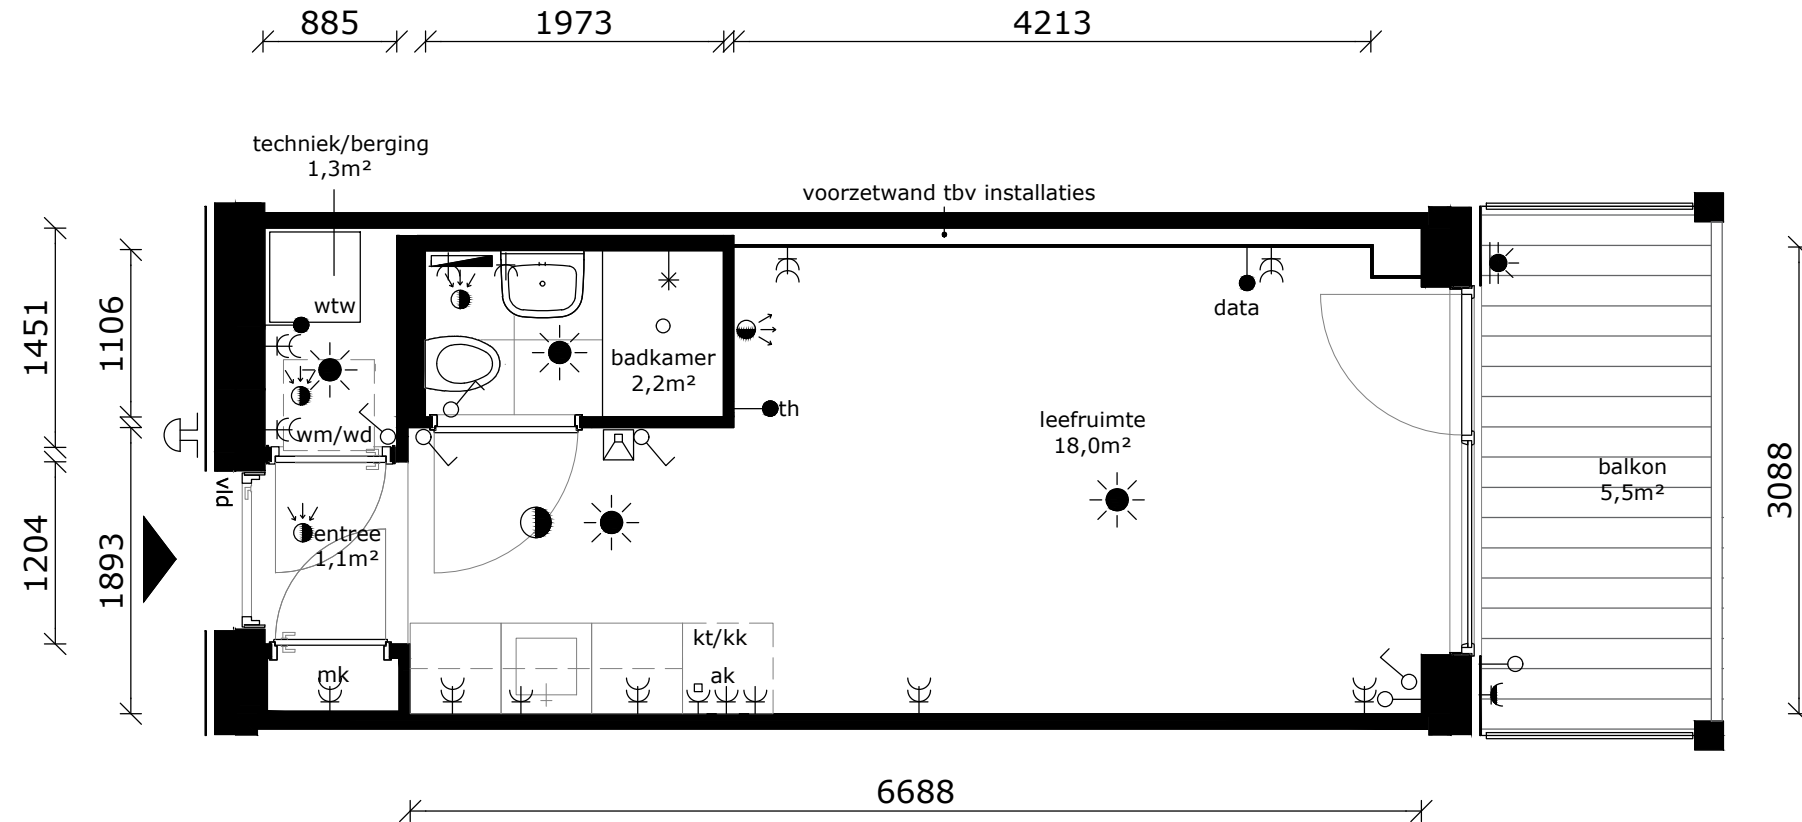 885
1973
4213
techniek/berging
1,3m²
voorzetwand tbv installaties
1451
1106
wtw
data
badkamer
2,2m²
th
leefruimte
18,0m²
wm/wd
vld
balkon
5,5m²
3088
1204
1893
entree
1,1m²
kt/kk
mk
ak
6688